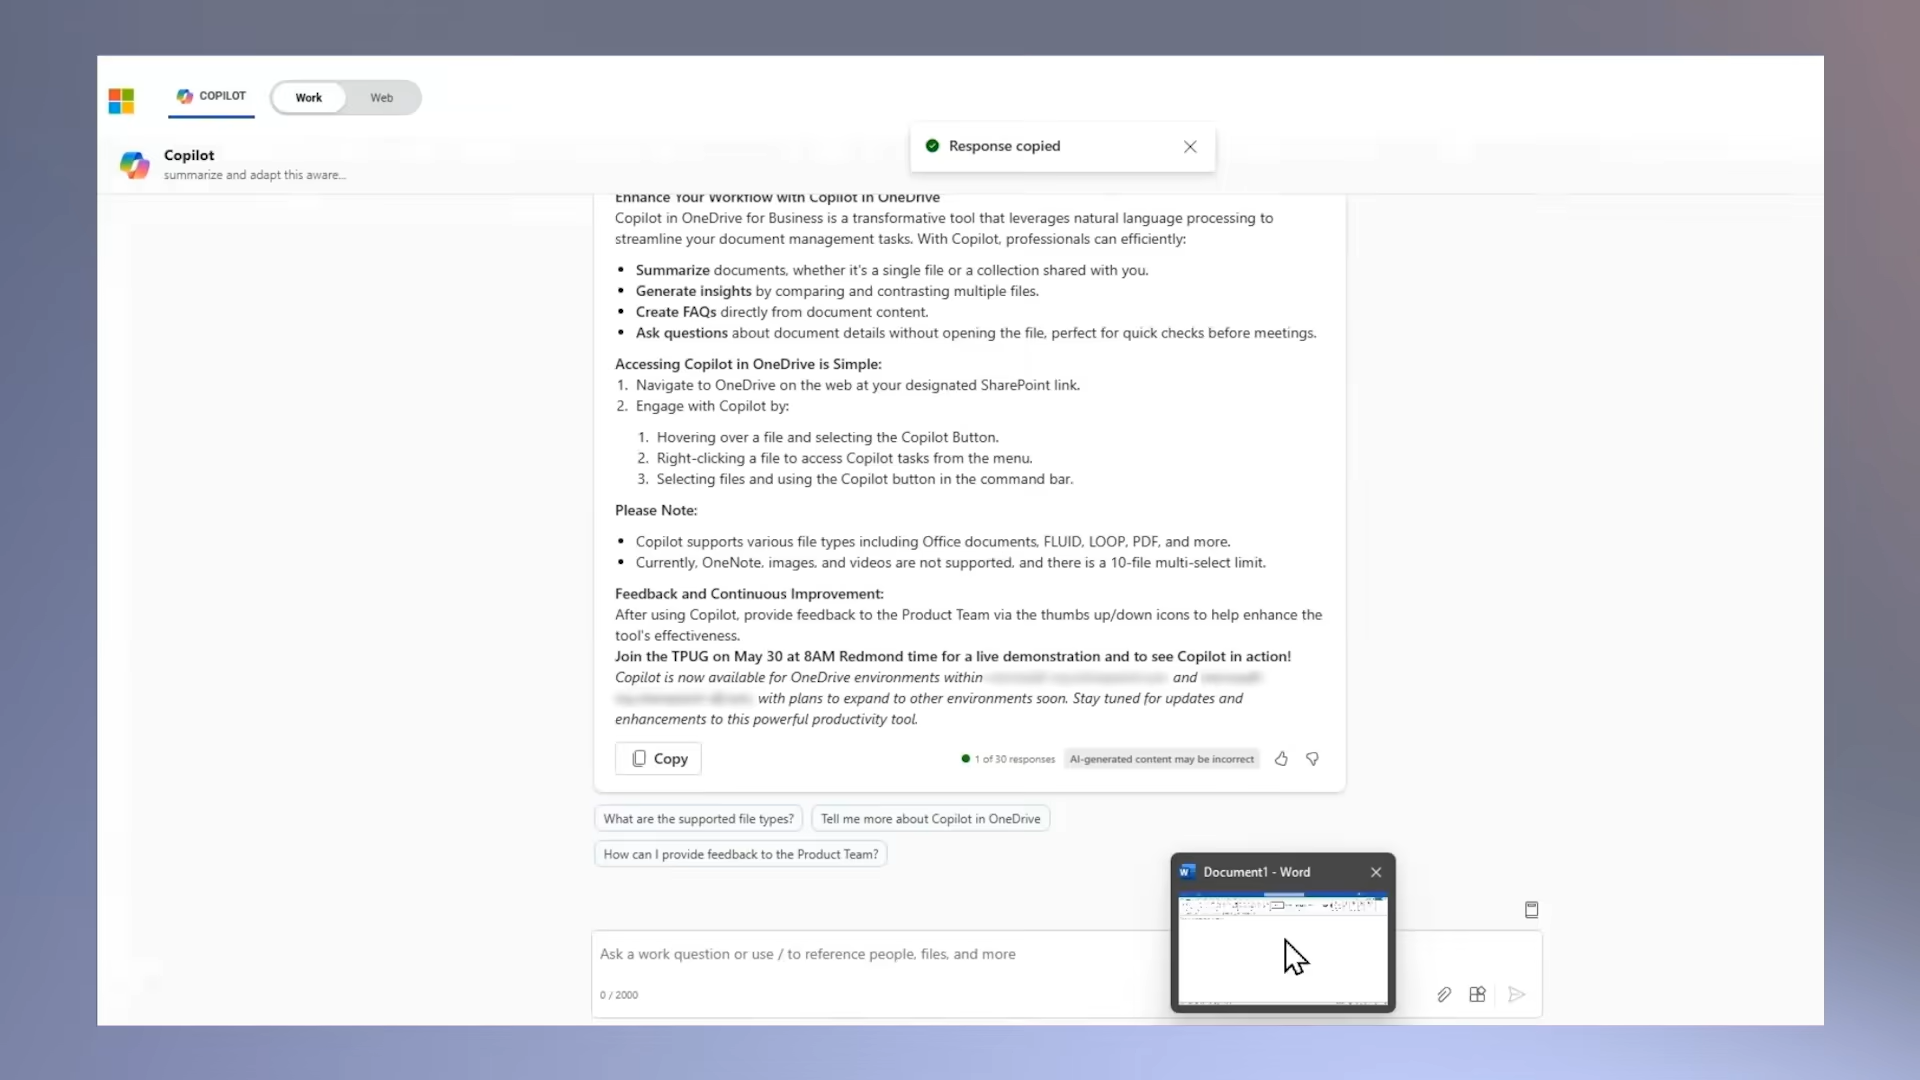 COPILOT
Work
Web
Response copied
Copilot
summarize and adapt this aware...
Enhance Your Workflow with Copilot in OneDrive
Copilot in OneDrive for Business is a transformative tool that leverages natural language processing to
streamline your document management tasks. With Copilot, professionals can efficiently:
• Summarize documents, whether it's a single file or a collection shared with you.
• Generate insights by comparing and contrasting multiple files.
• Create FAQs directly from document content.
• Ask questions about document details without opening the file, perfect for quick checks before meetings.
Accessing Copilot in OneDrive is Simple:
1. Navigate to OneDrive on the web at your designated SharePoint link.
2. Engage with Copilot by:
1. Hovering over a file and selecting the Copilot Button.
2. Right-clicking a file to access Copilot tasks from the menu.
3. Selecting files and using the Copilot button in the command bar.
Please Note:
• Copilot supports various file types including Office documents, FLUID, LOOP, PDF, and more.
• Currently, OneNote, images, and videos are not supported, and there is a 10-file multi-select limit.
Feedback and Continuous Improvement:
After using Copilot, provide feedback to the Product Team via the thumbs up/down icons to help enhance the
tool's effectiveness.
Join the TPUG on May 30 at 8AM Redmond time for a live demonstration and to see Copilot in action!
Copilot is now available for OneDrive environments within and
with plans to expand to other environments soon. Stay tuned for updates and
enhancements to this powerful productivity tool.
Copy
1 of 30 responses
AI-generated content may be incorrect
What are the supported file types?
Tell me more about Copilot in OneDrive
How can I provide feedback to the Product Team?
Document1 - Word
Ask a work question or use / to reference people, files, and more
0 / 2000